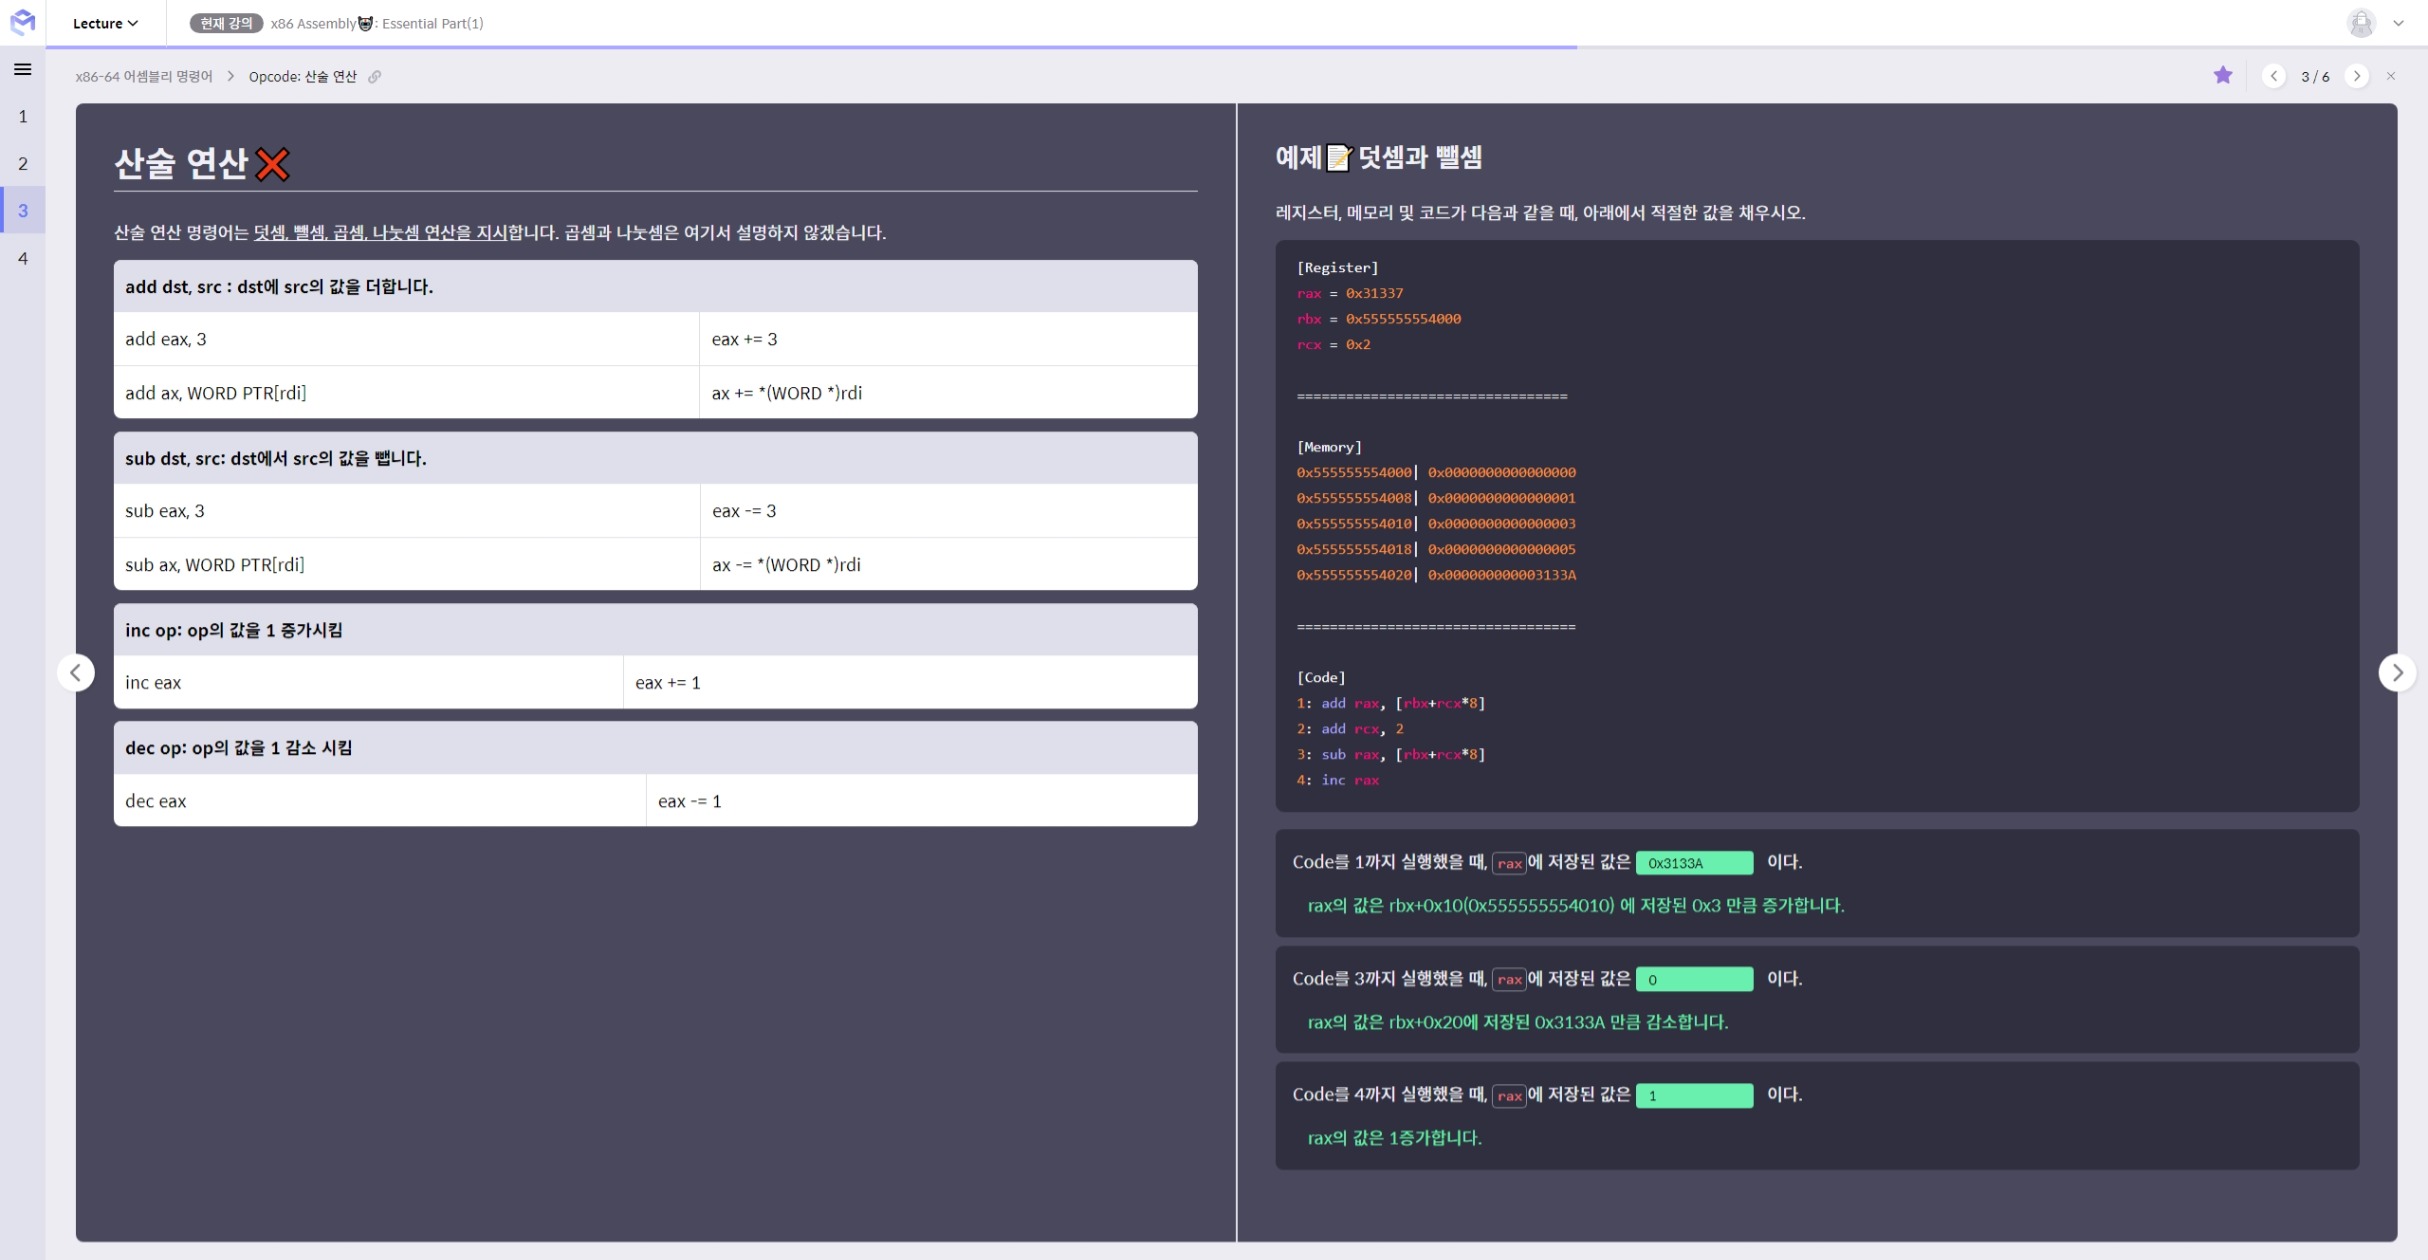 Lecture
현재 강의 x86 Assembly🐱: Essential Part(1)
x86-64 어셈블리 명령어 > Opcode: 산술 연산
3 / 6
1
2
3
4
산술 연산❌
산술 연산 명령어는 덧셈, 뺄셈, 곱셈, 나눗셈 연산을 지시합니다. 곱셈과 나눗셈은 여기서 설명하지 않겠습니다.
add dst, src : dst에 src의 값을 더합니다.
add eax, 3 eax += 3
add ax, WORD PTR[rdi] ax += *(WORD *)rdi
sub dst, src: dst에서 src의 값을 뺍니다.
sub eax, 3 eax -= 3
sub ax, WORD PTR[rdi] ax -= *(WORD *)rdi
inc op: op의 값을 1 증가시킴
inc eax eax += 1
dec op: op의 값을 1 감소 시킴
dec eax eax -= 1
예제📝덧셈과 뺄셈
레지스터, 메모리 및 코드가 다음과 같을 때, 아래에서 적절한 값을 채우시오.
[Register]
rax = 0x31337
rbx = 0x555555554000
rcx = 0x2
=================================
[Memory]
0x555555554000| 0x0000000000000000
0x555555554008| 0x0000000000000001
0x555555554010| 0x0000000000000003
0x555555554018| 0x0000000000000005
0x555555554020| 0x000000000003133A
==================================
[Code]
1: add rax, [rbx+rcx*8]
2: add rcx, 2
3: sub rax, [rbx+rcx*8]
4: inc rax
Code를 1까지 실행했을 때, rax에 저장된 값은 0x3133A 이다.
rax의 값은 rbx+0x10(0x555555554010) 에 저장된 0x3 만큼 증가합니다.
Code를 3까지 실행했을 때, rax에 저장된 값은 0 이다.
rax의 값은 rbx+0x20에 저장된 0x3133A 만큼 감소합니다.
Code를 4까지 실행했을 때, rax에 저장된 값은 1 이다.
rax의 값은 1증가합니다.